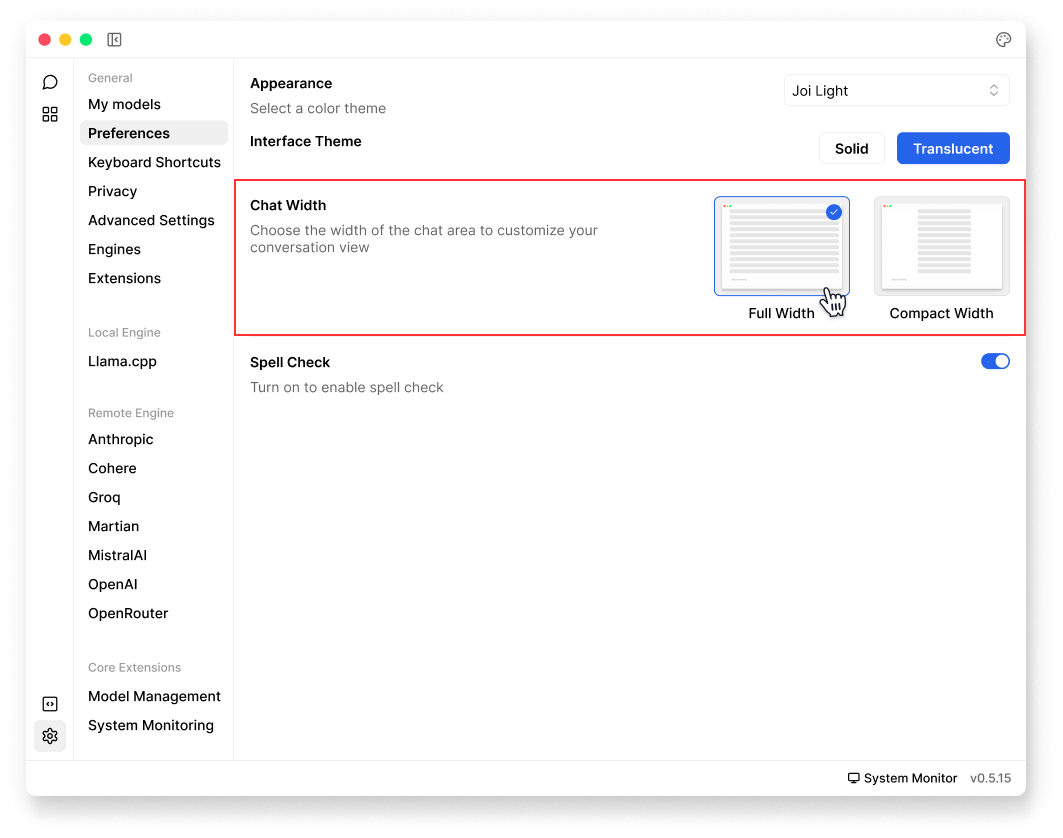 General
My models
Preferences
Keyboard Shortcuts
Privacy
Advanced Settings
Engines
Extensions
Local Engine
Llama.cpp
Remote Engine
Anthropic
Cohere
Groq
Martian
MistralAI
OpenAI
OpenRouter
Core Extensions
Model Management
System Monitoring
Appearance
Select a color theme
Joi Light
Interface Theme
Solid
Translucent
Chat Width
Choose the width of the chat area to customize your
conversation view
Full Width
Compact Width
Spell Check
Turn on to enable spell check
System Monitor
v0.5.15